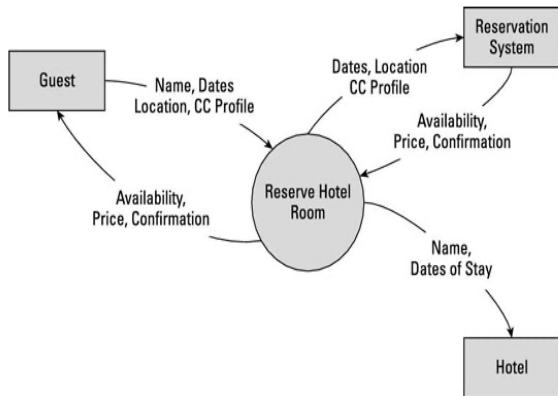 Reservation
System
Guest
Name, Dates
Location, CC Profile
Dates, Location
CC Profile
Availability,
Price, Confirmation
Availability,
Price, Confirmation
Reserve Hotel
Room
Name,
Dates of Stay
Hotel